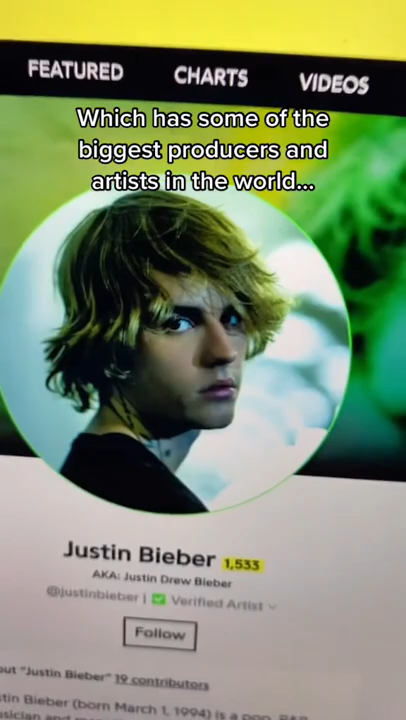 FEATURED CHARTS VIDEOS
Which has some of the
biggest producers and
artists in the world...
Justin Bieber 1,533
AKA: Justin Drew Bieber
@justinbieber | ✅ Verified Artist
Follow
out "Justin Bieber" 19 contributors
tin Bieber (born March 1, 1994) is a pop, R&B